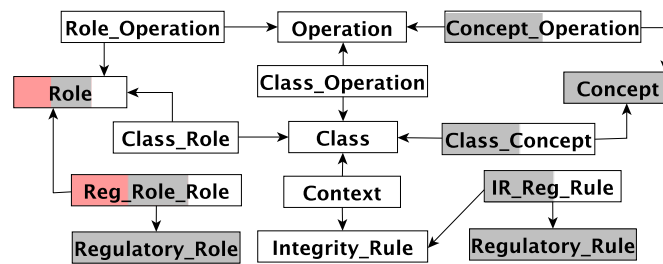 Role_Operation
Operation
Concept_Operation
Class_Operation
Role
Concept
Class_Role
Class
Class_Concept
Reg_Role_Role
Context
IR_Reg_Rule
Regulatory_Role
Integrity_Rule
Regulatory_Rule